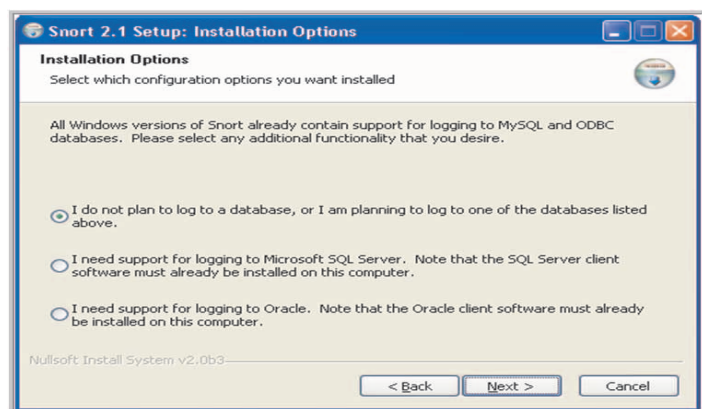 Snort 2.1 Setup: Installation Options
Installation Options
Select which configuration options you want installed
All Windows versions of Snort already contain support for logging to MySQL and ODBC
databases. Please select any additional functionality that you desire.
I do not plan to log to a database, or I am planning to log to one of the databases listed
above.
I need support for logging to Microsoft SQL Server. Note that the SQL Server client
software must already be installed on this computer.
I need support for logging to Oracle. Note that the Oracle client software must already
be installed on this computer.
Nullsoft Install System v2.0b3
< Back
Next >
Cancel